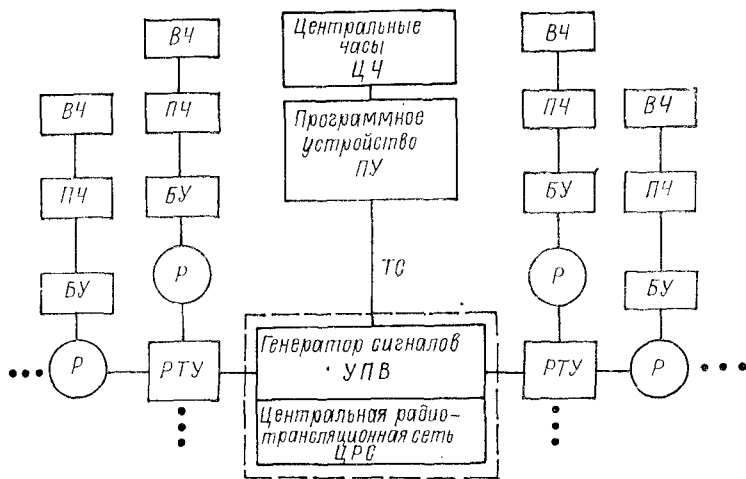 ВЧ
ПЧ
БУ
Р
ВЧ
ПЧ
БУ
Р
РТУ
Центральные
часы
ЦЧ
Программное
устройство
ПУ
ТС
Генератор сигналов
УПВ
Центральная радио-
трансляционная сеть
ЦРС
ВЧ
ПЧ
БУ
Р
РТУ
ВЧ
ПЧ
БУ
Р